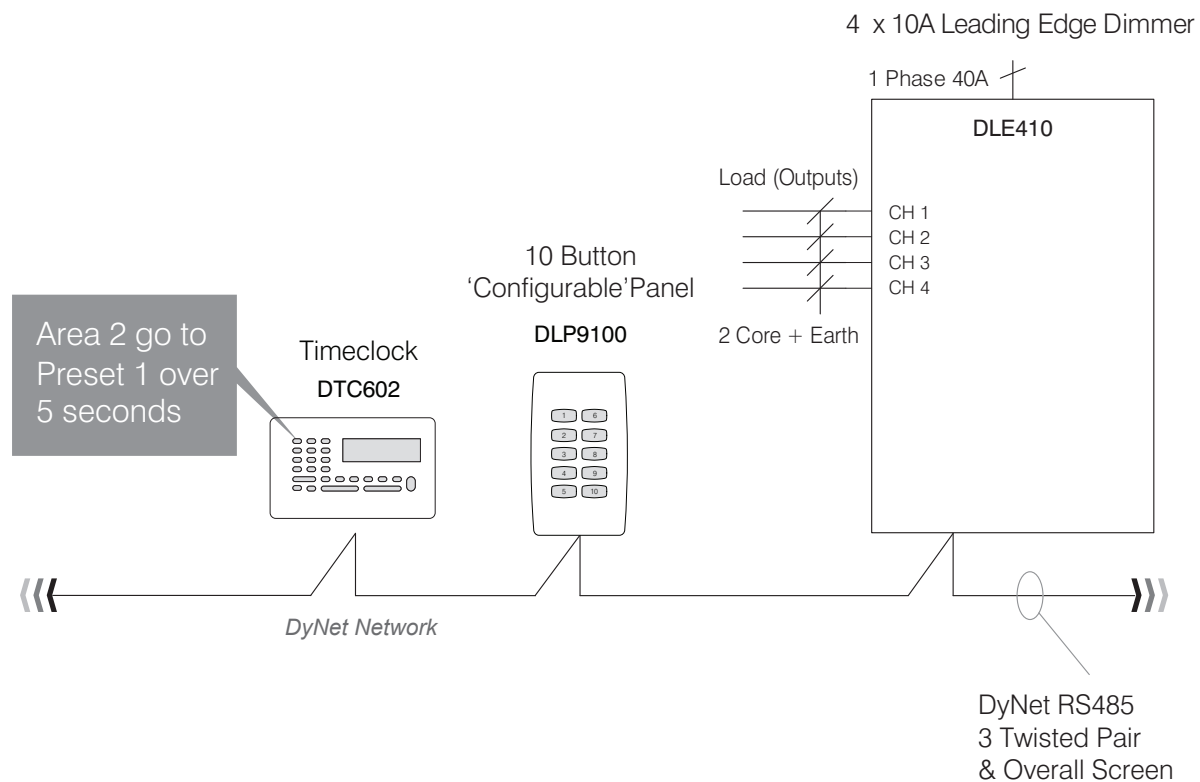 4 x 10A Leading Edge Dimmer
1 Phase 40A
DLE410
Load (Outputs)
CH 1
CH 2
CH 3
CH 4
2 Core + Earth
10 Button
‘Configurable’Panel
DLP9100
1 6
2 7
3 8
4 9
5 10
Timeclock
DTC602
Area 2 go to
Preset 1 over
5 seconds
DyNet Network
DyNet RS485
3 Twisted Pair
& Overall Screen